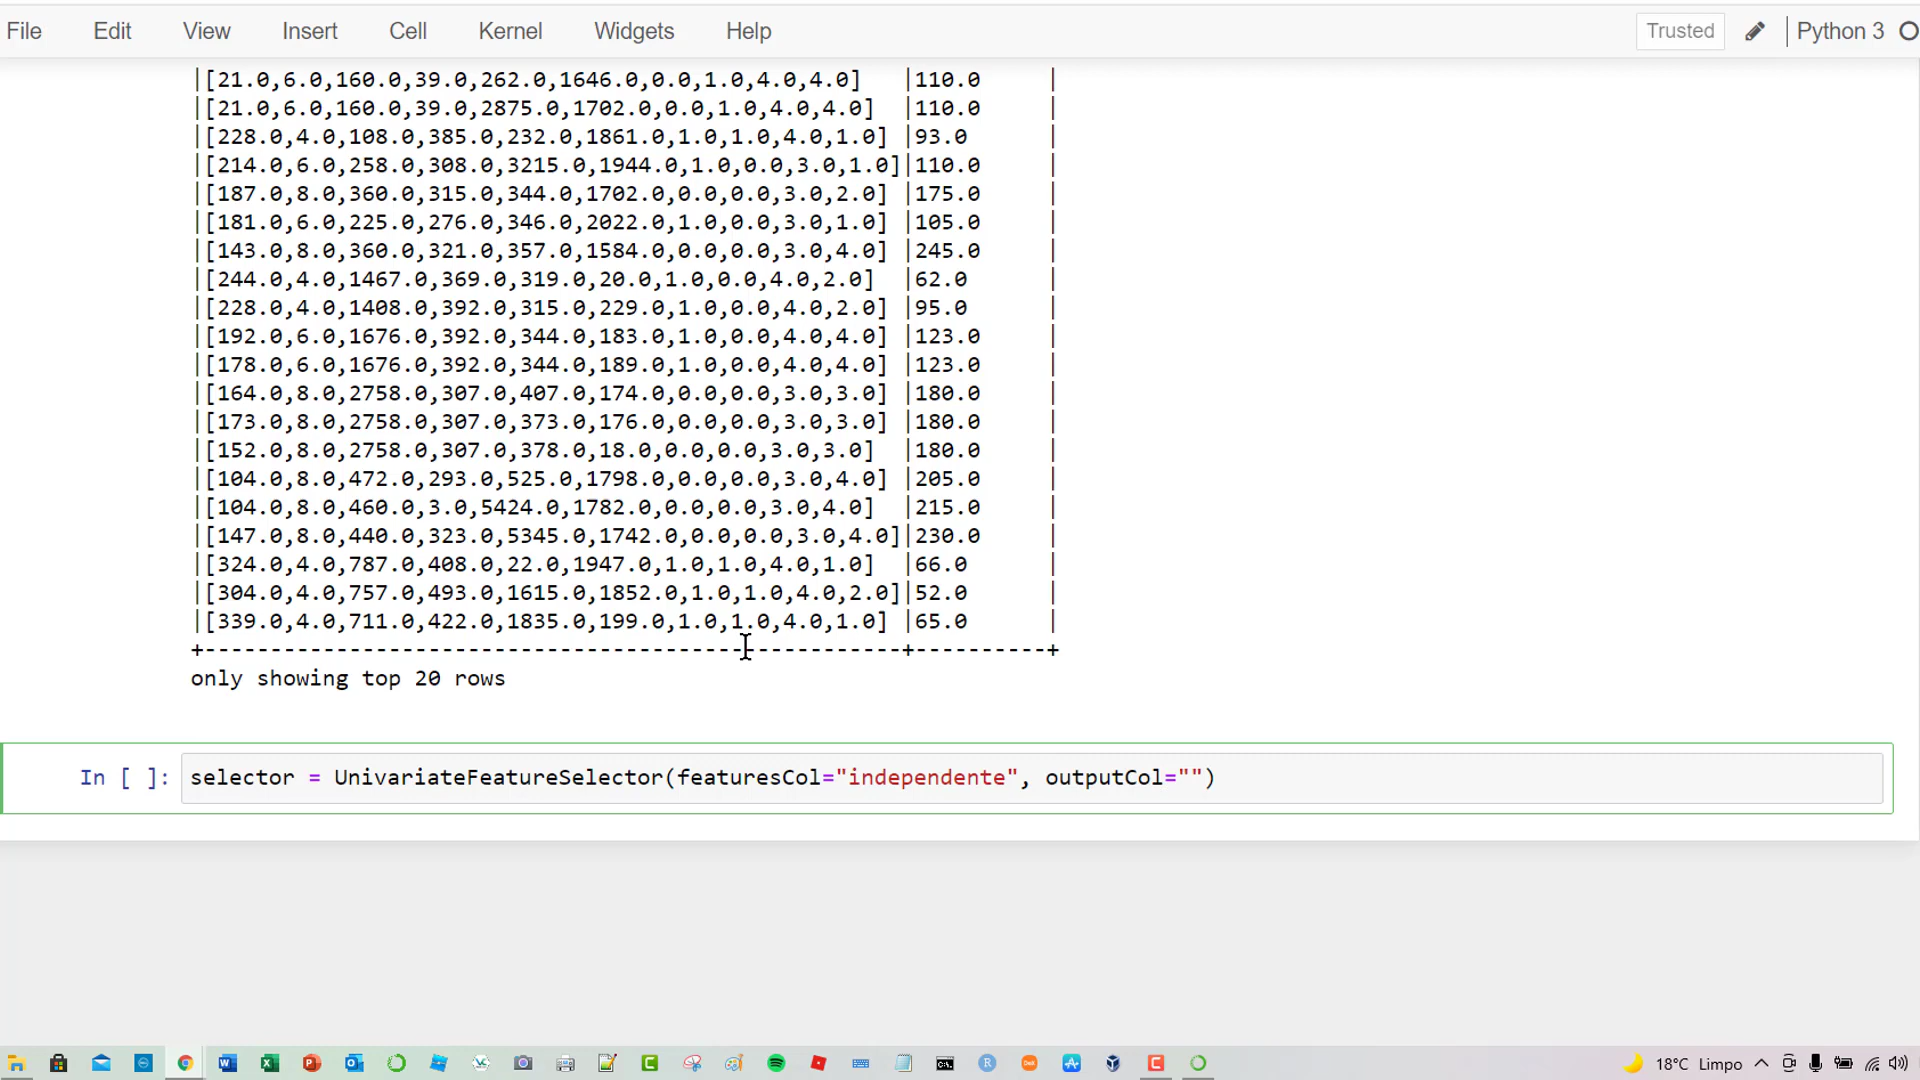 File Edit View Insert Cell Kernel Widgets Help Trusted Python 3
|[21.0,6.0,160.0,39.0,262.0,1646.0,0.0,1.0,4.0,4.0] |110.0 |
|[21.0,6.0,160.0,39.0,2875.0,1702.0,0.0,1.0,4.0,4.0] |110.0 |
|[228.0,4.0,108.0,385.0,232.0,1861.0,1.0,1.0,4.0,1.0] |93.0 |
|[214.0,6.0,258.0,308.0,3215.0,1944.0,1.0,0.0,3.0,1.0]|110.0 |
|[187.0,8.0,360.0,315.0,344.0,1702.0,0.0,0.0,3.0,2.0] |175.0 |
|[181.0,6.0,225.0,276.0,346.0,2022.0,1.0,0.0,3.0,1.0] |105.0 |
|[143.0,8.0,360.0,321.0,357.0,1584.0,0.0,0.0,3.0,4.0] |245.0 |
|[244.0,4.0,1467.0,369.0,319.0,20.0,1.0,0.0,4.0,2.0] |62.0 |
|[228.0,4.0,1408.0,392.0,315.0,229.0,1.0,0.0,4.0,2.0] |95.0 |
|[192.0,6.0,1676.0,392.0,344.0,183.0,1.0,0.0,4.0,4.0] |123.0 |
|[178.0,6.0,1676.0,392.0,344.0,189.0,1.0,0.0,4.0,4.0] |123.0 |
|[164.0,8.0,2758.0,307.0,407.0,174.0,0.0,0.0,3.0,3.0] |180.0 |
|[173.0,8.0,2758.0,307.0,373.0,176.0,0.0,0.0,3.0,3.0] |180.0 |
|[152.0,8.0,2758.0,307.0,378.0,18.0,0.0,0.0,3.0,3.0] |180.0 |
|[104.0,8.0,472.0,293.0,525.0,1798.0,0.0,0.0,3.0,4.0] |205.0 |
|[104.0,8.0,460.0,3.0,5424.0,1782.0,0.0,0.0,3.0,4.0] |215.0 |
|[147.0,8.0,440.0,323.0,5345.0,1742.0,0.0,0.0,3.0,4.0]|230.0 |
|[324.0,4.0,787.0,408.0,22.0,1947.0,1.0,1.0,4.0,1.0] |66.0 |
|[304.0,4.0,757.0,493.0,1615.0,1852.0,1.0,1.0,4.0,2.0]|52.0 |
|[339.0,4.0,711.0,422.0,1835.0,199.0,1.0,1.0,4.0,1.0] |65.0 |
+-----------------------------------------------------+----------+
only showing top 20 rows
In [ ]: selector = UnivariateFeatureSelector(featuresCol="independente", outputCol="")
18°C Limpo